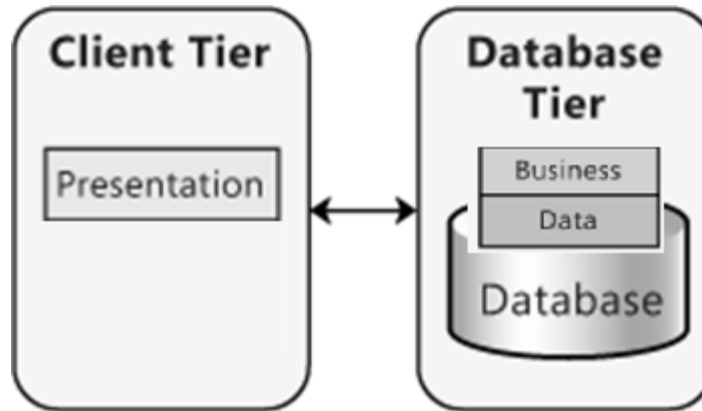 Client Tier
Presentation
Database
Tier
Business
Data
Database